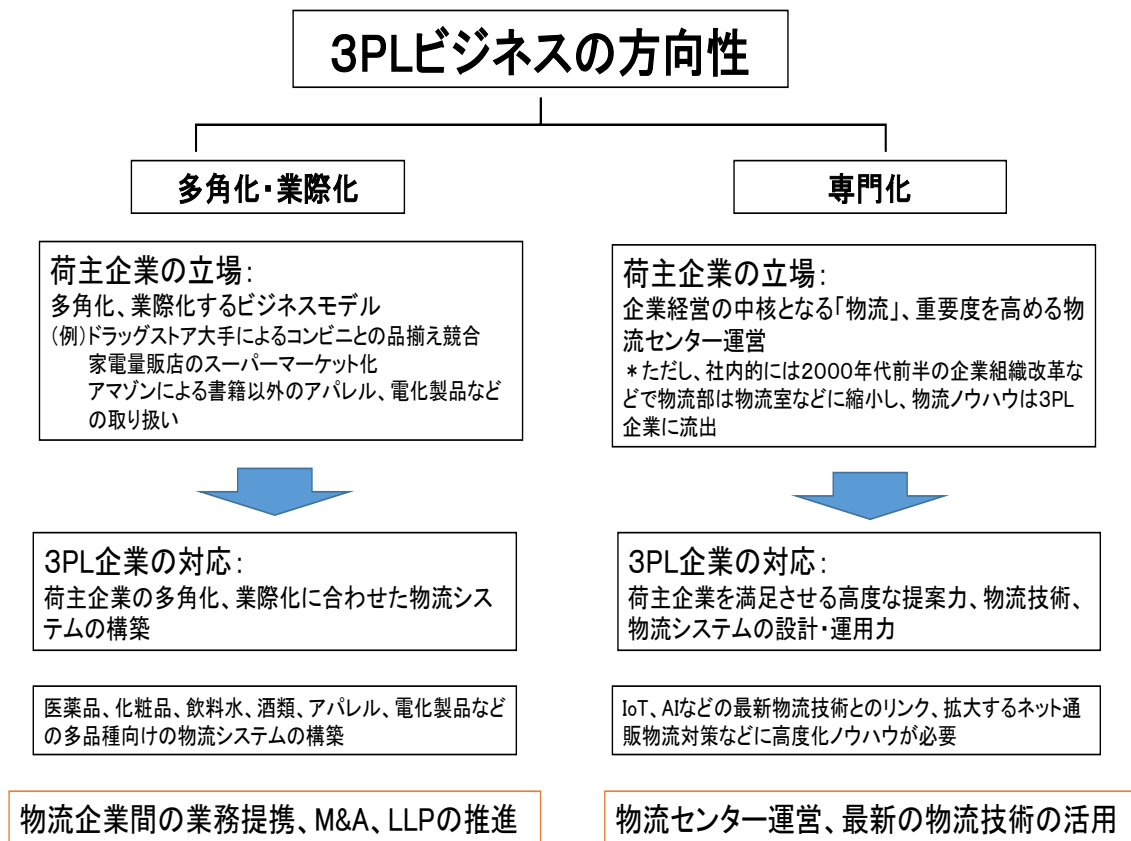 3PLビジネスの方向性
多角化・業際化
荷主企業の立場:
多角化、業際化するビジネスモデル
(例)ドラッグストア大手によるコンビニとの品揃え競合
家電量販店のスーパーマーケット化
アマゾンによる書籍以外のアパレル、電化製品など
の取り扱い
3PL企業の対応:
荷主企業の多角化、業際化に合わせた物流シス
テムの構築
医薬品、化粧品、飲料水、酒類、アパレル、電化製品など
の多品種向けの物流システムの構築
物流企業間の業務提携、M&A、LLPの推進
専門化
荷主企業の立場:
企業経営の中核となる「物流」、重要度を高める物
流センター運営
*ただし、社内的には2000年代前半の企業組織改革な
どで物流部は物流室などに縮小し、物流ノウハウは3PL
企業に流出
3PL企業の対応:
荷主企業を満足させる高度な提案力、物流技術、
物流システムの設計・運用力
IoT、AIなどの最新物流技術とのリンク、拡大するネット通
販物流対策などに高度化ノウハウが必要
物流センター運営、最新の物流技術の活用